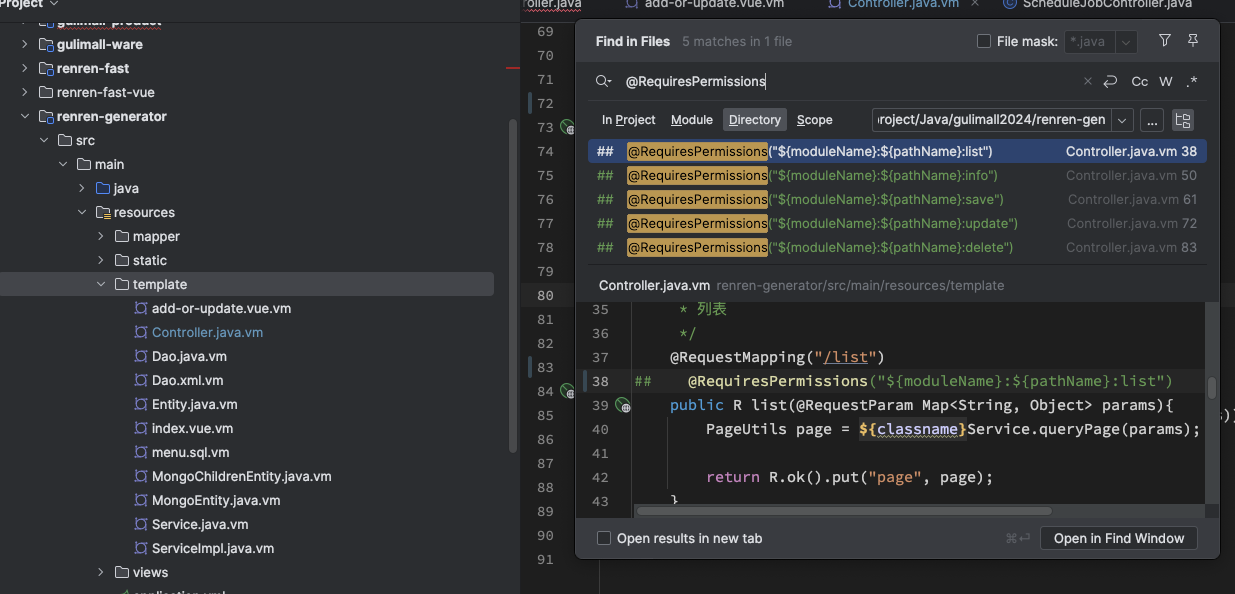 Project
gulimall-product
gulimall-ware
renren-fast
renren-fast-vue
renren-generator
src
main
java
resources
mapper
static
template
add-or-update.vue.vm
Controller.java.vm
Dao.java.vm
Dao.xml.vm
Entity.java.vm
index.vue.vm
menu.sql.vm
MongoChildrenEntity.java.vm
MongoEntity.java.vm
Service.java.vm
ServiceImpl.java.vm
views
roller.java
add-or-update.vue.vm
Controller.java.vm
ScheduleJobController.java
69
70
71
72
73
74
75
76
77
78
79
80
81
82
83
84
85
86
87
88
89
90
91
Find in Files 5 matches in 1 file
File mask: *.java
@RequiresPermissions
Cc W .*
In Project Module Directory Scope
roject/Java/gulimall2024/renren-gen
...
## @RequiresPermissions("${moduleName}:${pathName}:list") Controller.java.vm 38
## @RequiresPermissions("${moduleName}:${pathName}:info") Controller.java.vm 50
## @RequiresPermissions("${moduleName}:${pathName}:save") Controller.java.vm 61
## @RequiresPermissions("${moduleName}:${pathName}:update") Controller.java.vm 72
## @RequiresPermissions("${moduleName}:${pathName}:delete") Controller.java.vm 83
Controller.java.vm renren-generator/src/main/resources/template
35 * 列表
36 */
37 @RequestMapping("/list")
38 ## @RequiresPermissions("${moduleName}:${pathName}:list")
39 public R list(@RequestParam Map<String, Object> params){
40 PageUtils page = ${classname}Service.queryPage(params);
41
42 return R.ok().put("page", page);
43 }
Open results in new tab
⌘↩ Open in Find Window